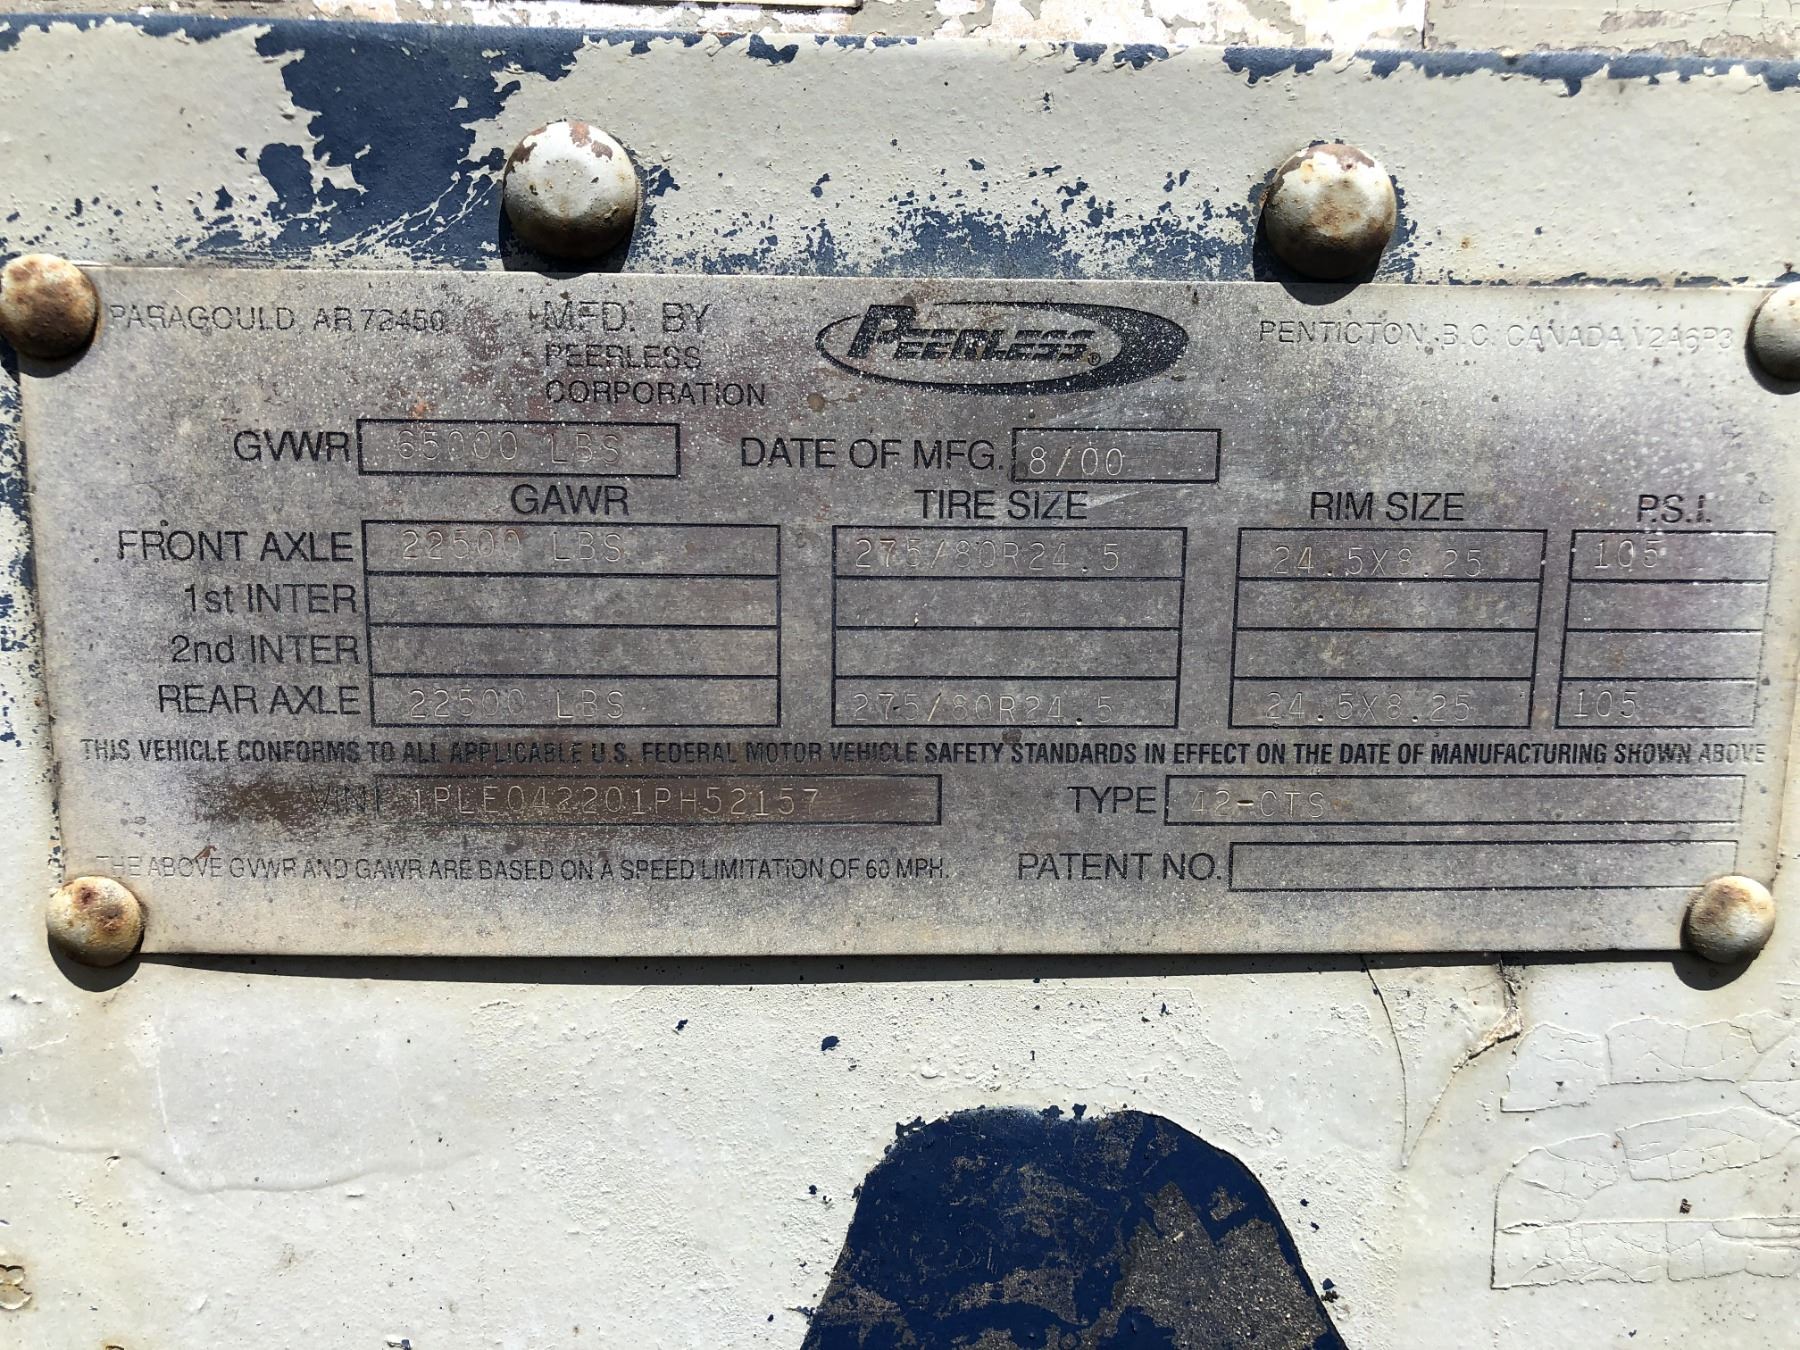 PARAGOULD, AR 72450
MFD. BY
PEERLESS
CORPORATION
PEERLESS®
PENTICTON, B.C. CANADA V2A6P3
GVWR 65000 LBS DATE OF MFG. 8/00
GAWR TIRE SIZE RIM SIZE P.S.I.
FRONT AXLE 22500 LBS 275/80R24.5 24.5X8.25 105
1st INTER
2nd INTER
REAR AXLE 22500 LBS 275/80R24.5 24.5X8.25 105
THIS VEHICLE CONFORMS TO ALL APPLICABLE U.S. FEDERAL MOTOR VEHICLE SAFETY STANDARDS IN EFFECT ON THE DATE OF MANUFACTURING SHOWN ABOVE
VIN 1PLE042201PH52157 TYPE 42-CTS
THE ABOVE GVWR AND GAWR ARE BASED ON A SPEED LIMITATION OF 60 MPH. PATENT NO.